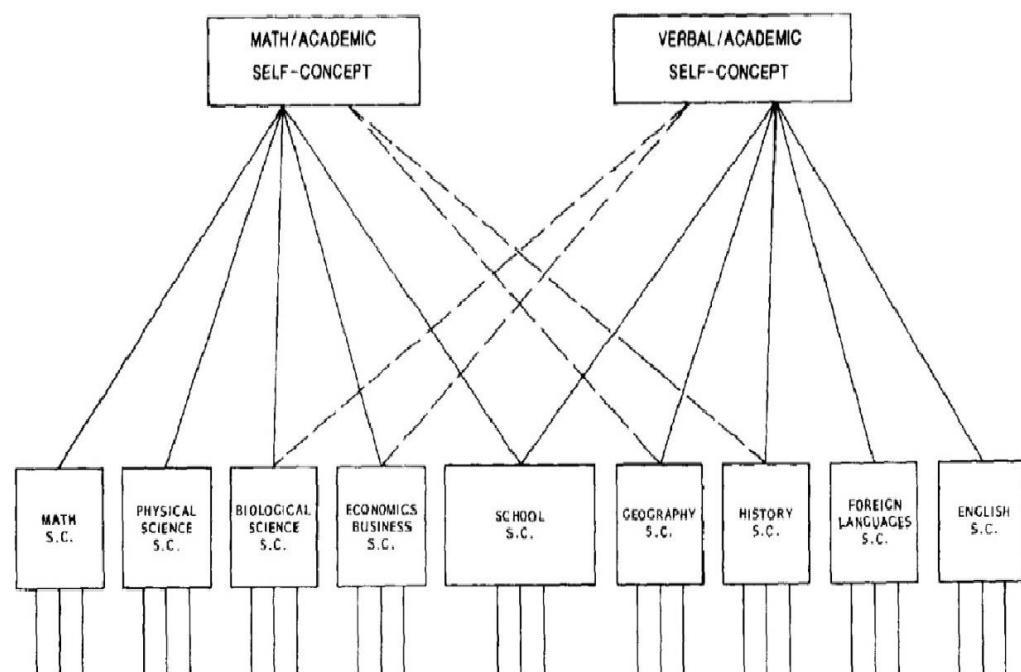 MATH/ACADEMIC
SELF-CONCEPT
VERBAL/ACADEMIC
SELF-CONCEPT
MATH
S.C.
PHYSICAL
SCIENCE
S.C.
BIOLOGICAL
SCIENCE
S.C.
ECONOMICS
BUSINESS
S.C.
SCHOOL
S.C.
GEOGRAPHY
S.C.
HISTORY
S.C.
FOREIGN
LANGUAGES
S.C.
ENGLISH
S.C.